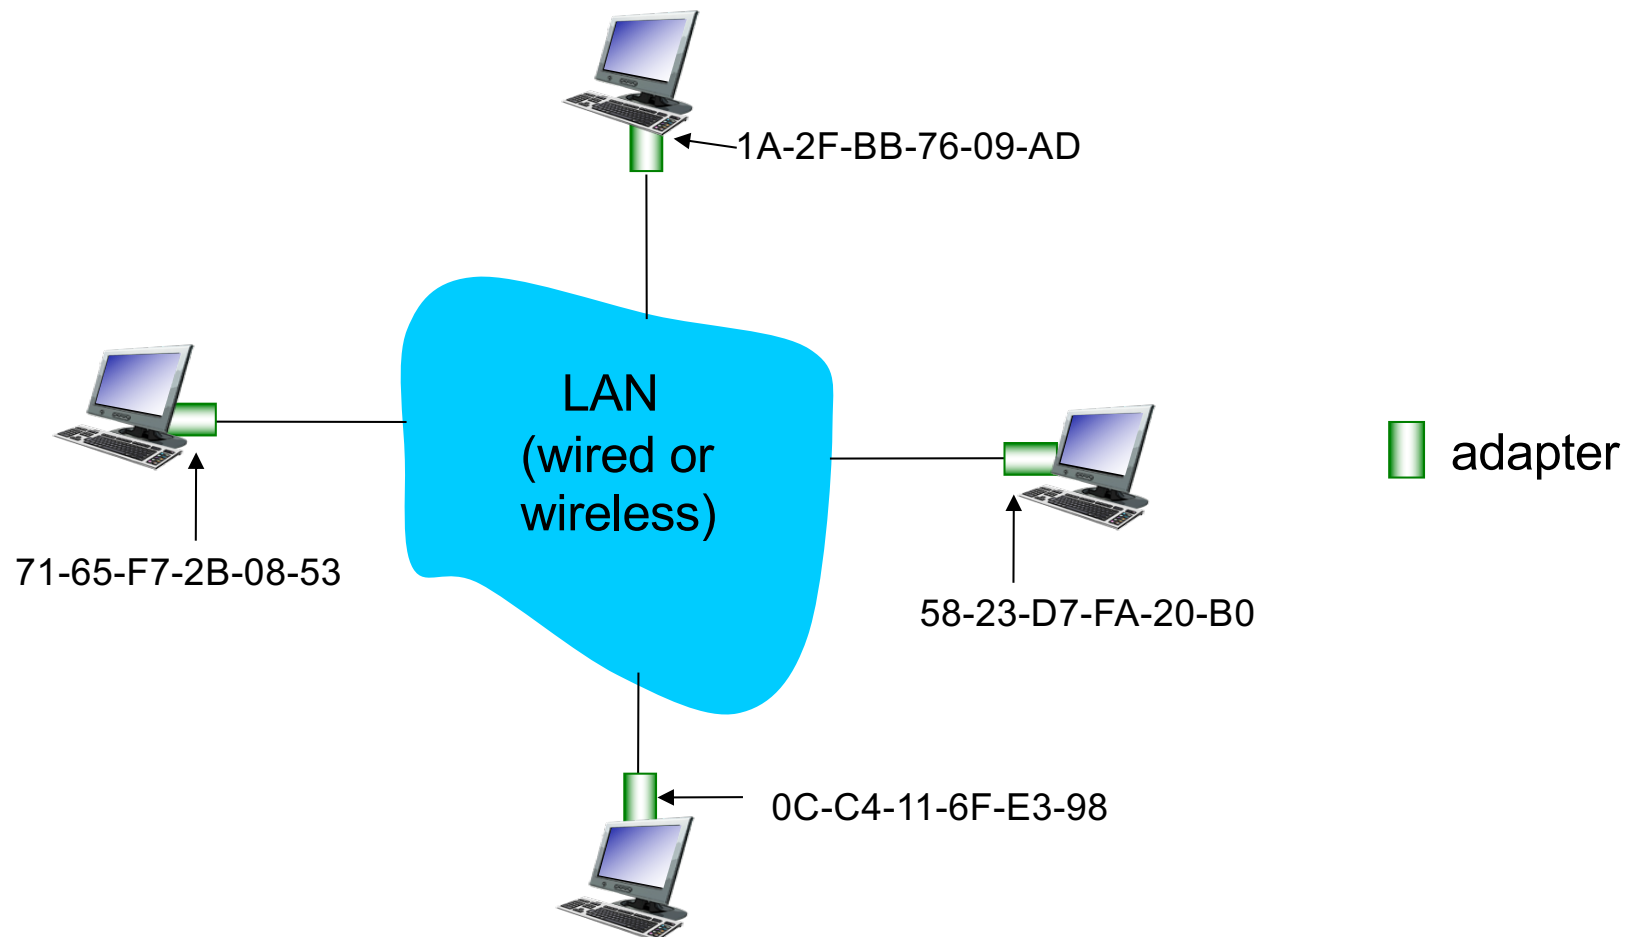 1A-2F-BB-76-09-AD
LAN
(wired or
wireless)
adapter
71-65-F7-2B-08-53
58-23-D7-FA-20-B0
0C-C4-11-6F-E3-98